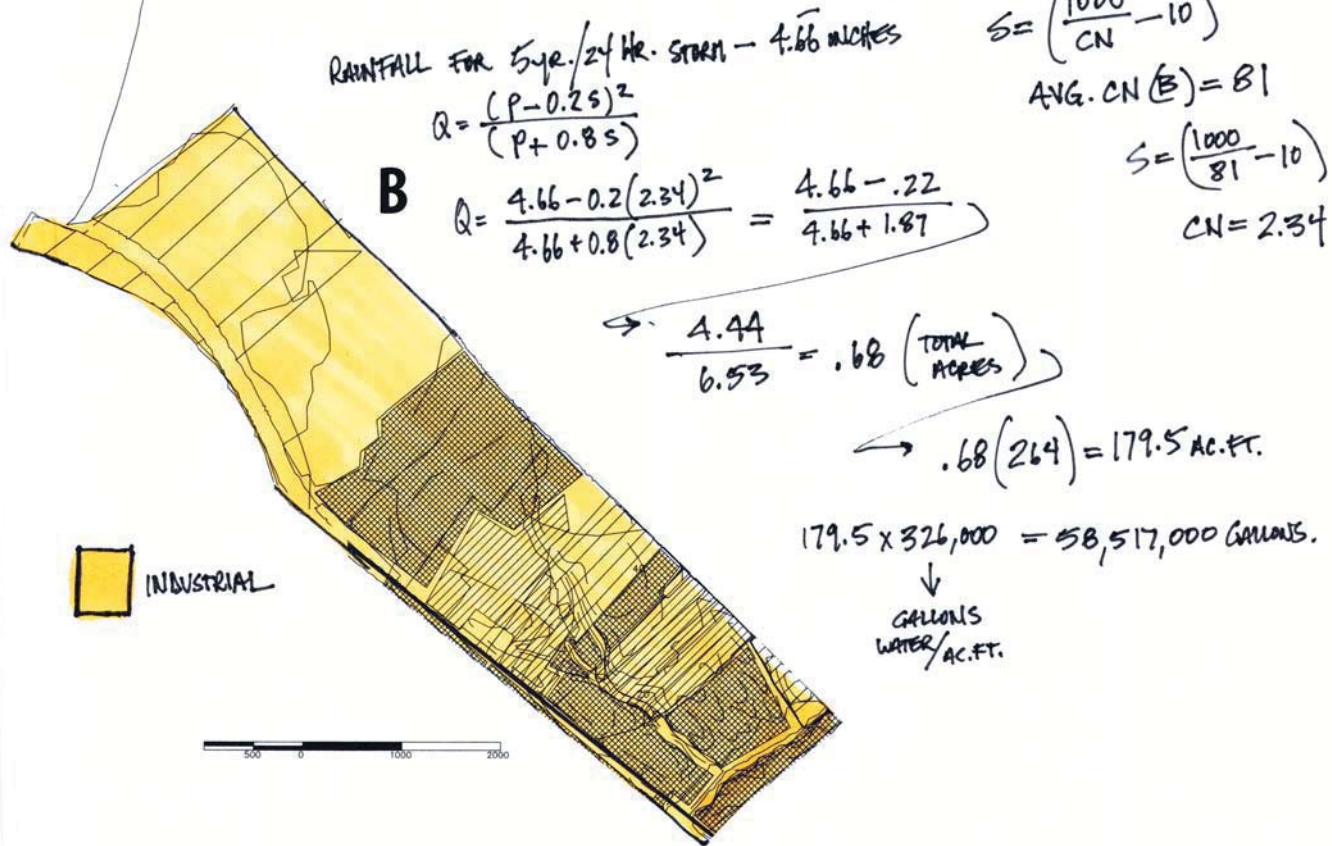 RAINFALL FOR 5yr./24 HR. STORM - 4.66 INCHES
Q = (P - 0.2 S)²
(P + 0.8 S)
B
Q = 4.66 - 0.2(2.34)² = 4.66 - .22
4.66 + 0.8(2.34) 4.66 + 1.87
4.44 = .68 (TOTAL ACRES)
6.53
.68(264) = 179.5 AC.FT.
179.5 x 326,000 = 58,517,000 GALLONS.
GALLONS
WATER/AC.FT.
S = (1000 - 10)
CN
AVG. CN (B) = 81
S = (1000 - 10)
81
CN = 2.34
INDUSTRIAL
500 0 1000 2000